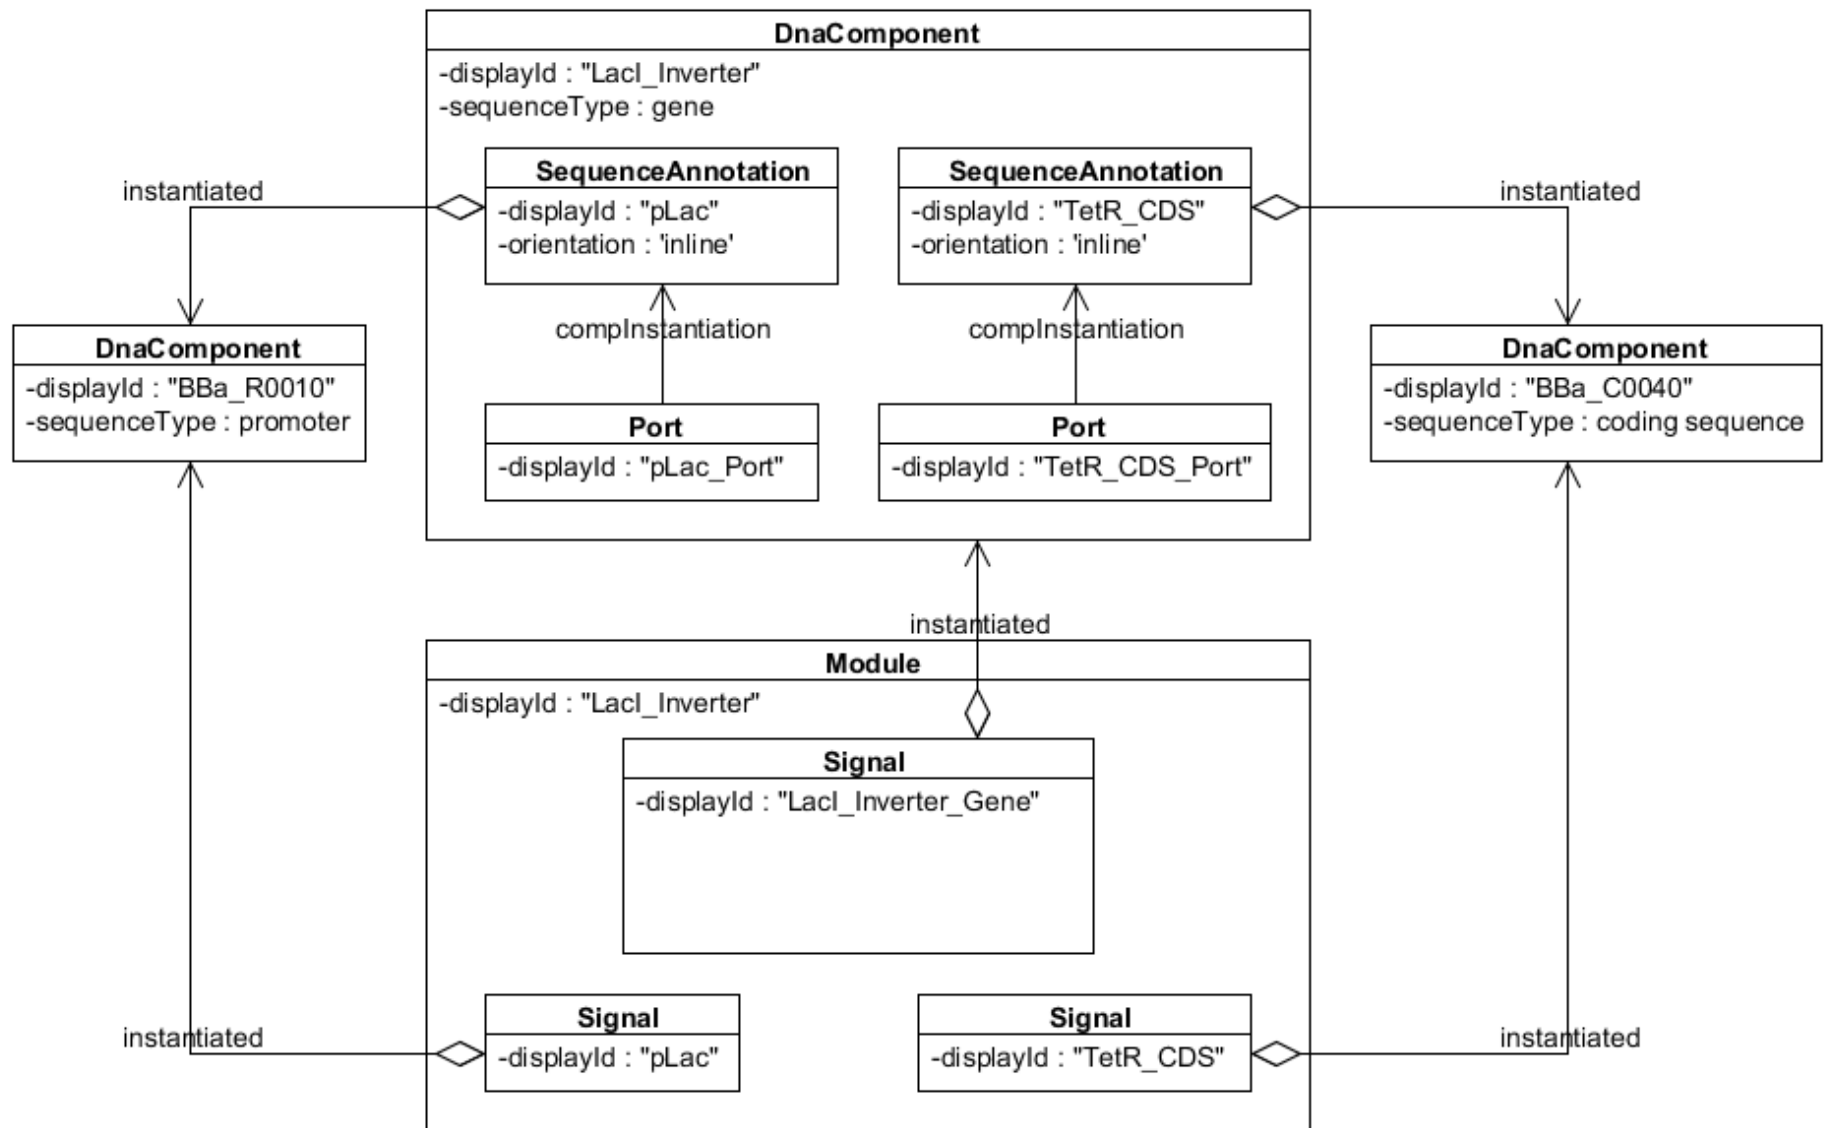 DnaComponent
-displayId : "LacI_Inverter"
-sequenceType : gene
SequenceAnnotation
-displayId : "pLac"
-orientation : 'inline'
SequenceAnnotation
-displayId : "TetR_CDS"
-orientation : 'inline'
instantiated
instantiated
compInstantiation
compInstantiation
DnaComponent
-displayId : "BBa_R0010"
-sequenceType : promoter
Port
-displayId : "pLac_Port"
Port
-displayId : "TetR_CDS_Port"
DnaComponent
-displayId : "BBa_C0040"
-sequenceType : coding sequence
instantiated
Module
-displayId : "LacI_Inverter"
Signal
-displayId : "LacI_Inverter_Gene"
instantiated
Signal
-displayId : "pLac"
Signal
-displayId : "TetR_CDS"
instantiated